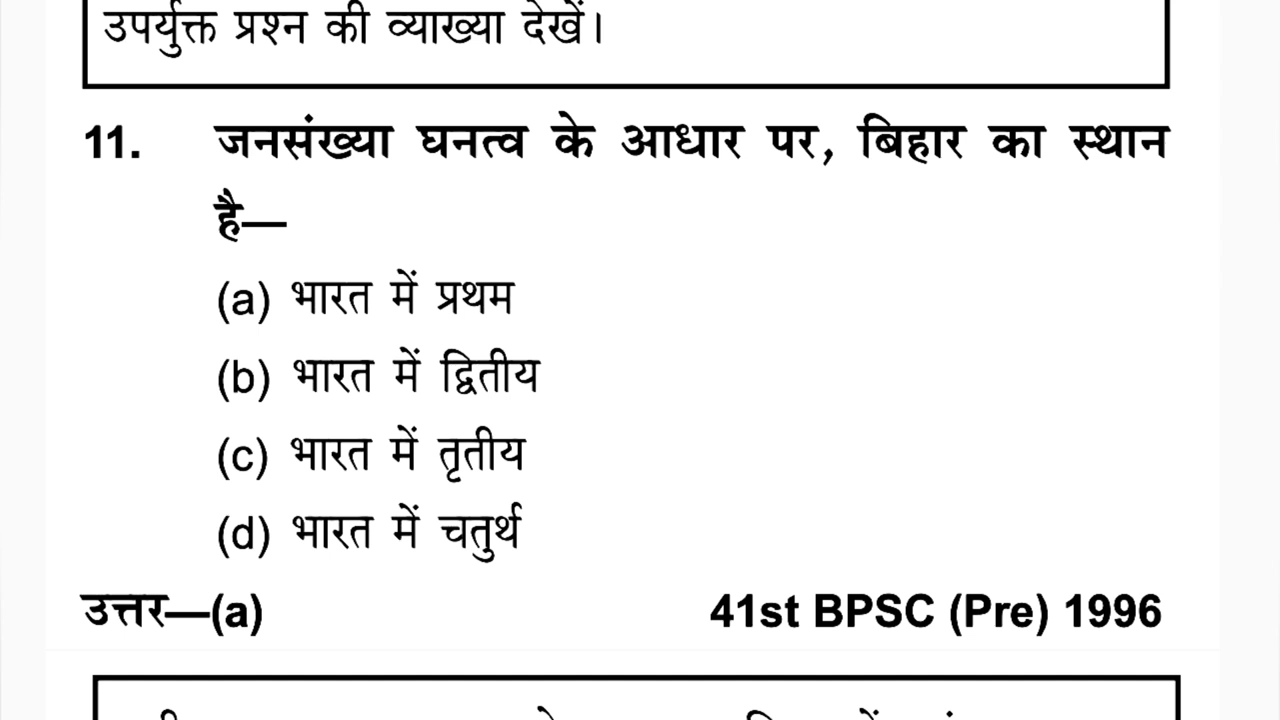 उपर्युक्त प्रश्न की व्याख्या देखें।
11. जनसंख्या घनत्व के आधार पर, बिहार का स्थान
है—
(a) भारत में प्रथम
(b) भारत में द्वितीय
(c) भारत में तृतीय
(d) भारत में चतुर्थ
उत्तर—(a) 41st BPSC (Pre) 1996